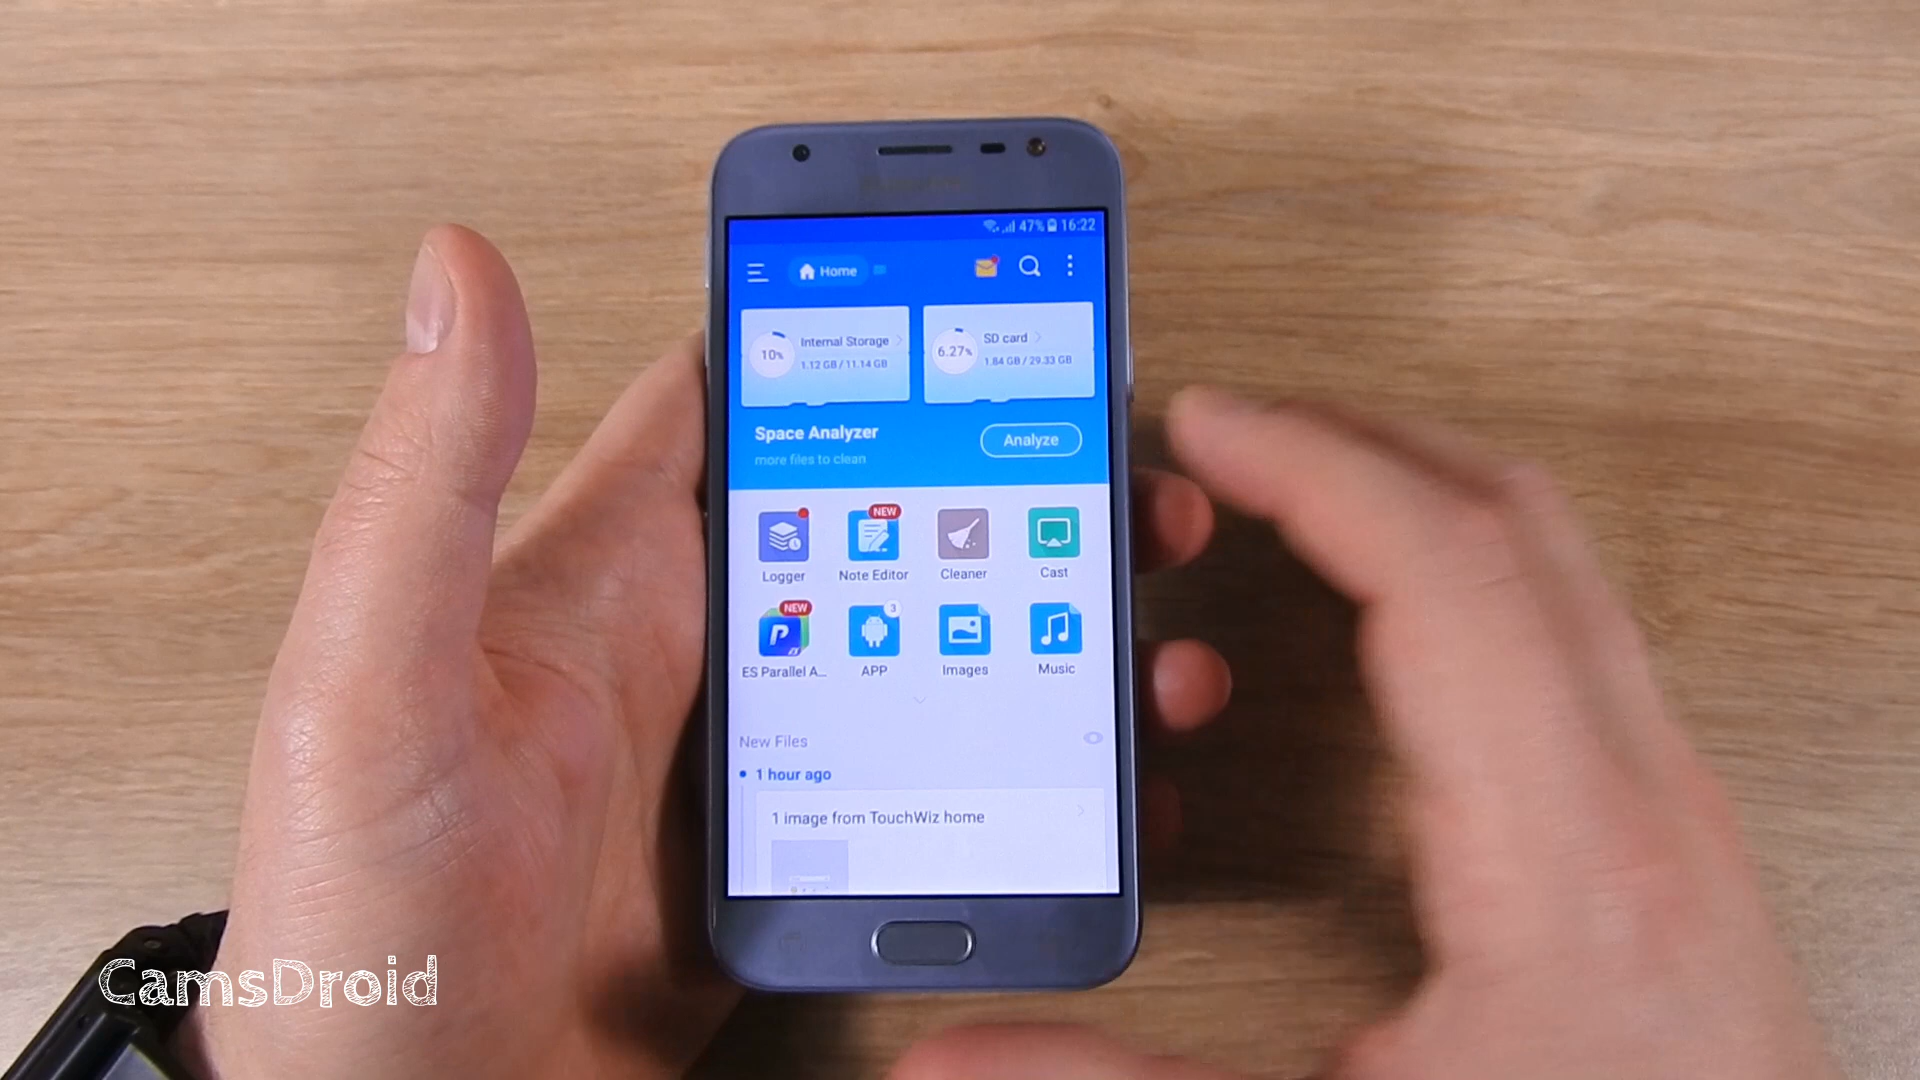 47% 16:22
Home
10% Internal Storage
1.12 GB / 11.14 GB
6.27% SD card
1.84 GB / 29.33 GB
Space Analyzer
more files to clean
Analyze
NEW
Logger Note Editor Cleaner Cast
NEW 3
ES Parallel A... APP Images Music
New Files
1 hour ago
1 image from TouchWiz home
CamsDroid